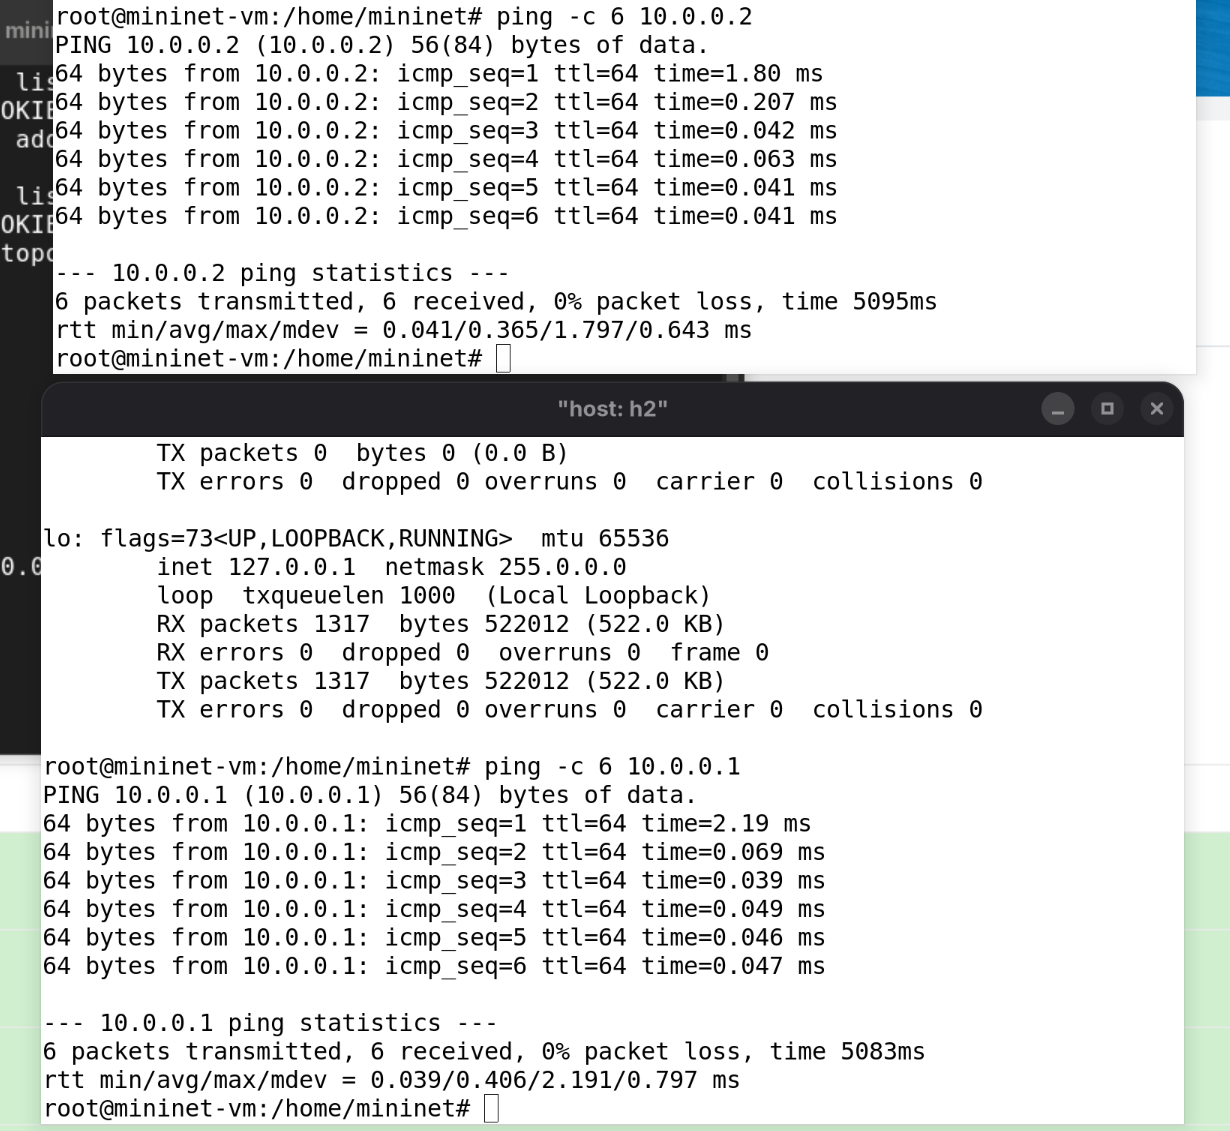 root@mininet-vm:/home/mininet# ping -c 6 10.0.0.2
PING 10.0.0.2 (10.0.0.2) 56(84) bytes of data.
64 bytes from 10.0.0.2: icmp_seq=1 ttl=64 time=1.80 ms
64 bytes from 10.0.0.2: icmp_seq=2 ttl=64 time=0.207 ms
64 bytes from 10.0.0.2: icmp_seq=3 ttl=64 time=0.042 ms
64 bytes from 10.0.0.2: icmp_seq=4 ttl=64 time=0.063 ms
64 bytes from 10.0.0.2: icmp_seq=5 ttl=64 time=0.041 ms
64 bytes from 10.0.0.2: icmp_seq=6 ttl=64 time=0.041 ms
--- 10.0.0.2 ping statistics ---
6 packets transmitted, 6 received, 0% packet loss, time 5095ms
rtt min/avg/max/mdev = 0.041/0.365/1.797/0.643 ms
root@mininet-vm:/home/mininet#
"host: h2"
TX packets 0  bytes 0 (0.0 B)
TX errors 0  dropped 0 overruns 0  carrier 0  collisions 0
lo: flags=73<UP,LOOPBACK,RUNNING>  mtu 65536
inet 127.0.0.1  netmask 255.0.0.0
loop  txqueuelen 1000  (Local Loopback)
RX packets 1317  bytes 522012 (522.0 KB)
RX errors 0  dropped 0  overruns 0  frame 0
TX packets 1317  bytes 522012 (522.0 KB)
TX errors 0  dropped 0 overruns 0  carrier 0  collisions 0
root@mininet-vm:/home/mininet# ping -c 6 10.0.0.1
PING 10.0.0.1 (10.0.0.1) 56(84) bytes of data.
64 bytes from 10.0.0.1: icmp_seq=1 ttl=64 time=2.19 ms
64 bytes from 10.0.0.1: icmp_seq=2 ttl=64 time=0.069 ms
64 bytes from 10.0.0.1: icmp_seq=3 ttl=64 time=0.039 ms
64 bytes from 10.0.0.1: icmp_seq=4 ttl=64 time=0.049 ms
64 bytes from 10.0.0.1: icmp_seq=5 ttl=64 time=0.046 ms
64 bytes from 10.0.0.1: icmp_seq=6 ttl=64 time=0.047 ms
--- 10.0.0.1 ping statistics ---
6 packets transmitted, 6 received, 0% packet loss, time 5083ms
rtt min/avg/max/mdev = 0.039/0.406/2.191/0.797 ms
root@mininet-vm:/home/mininet#